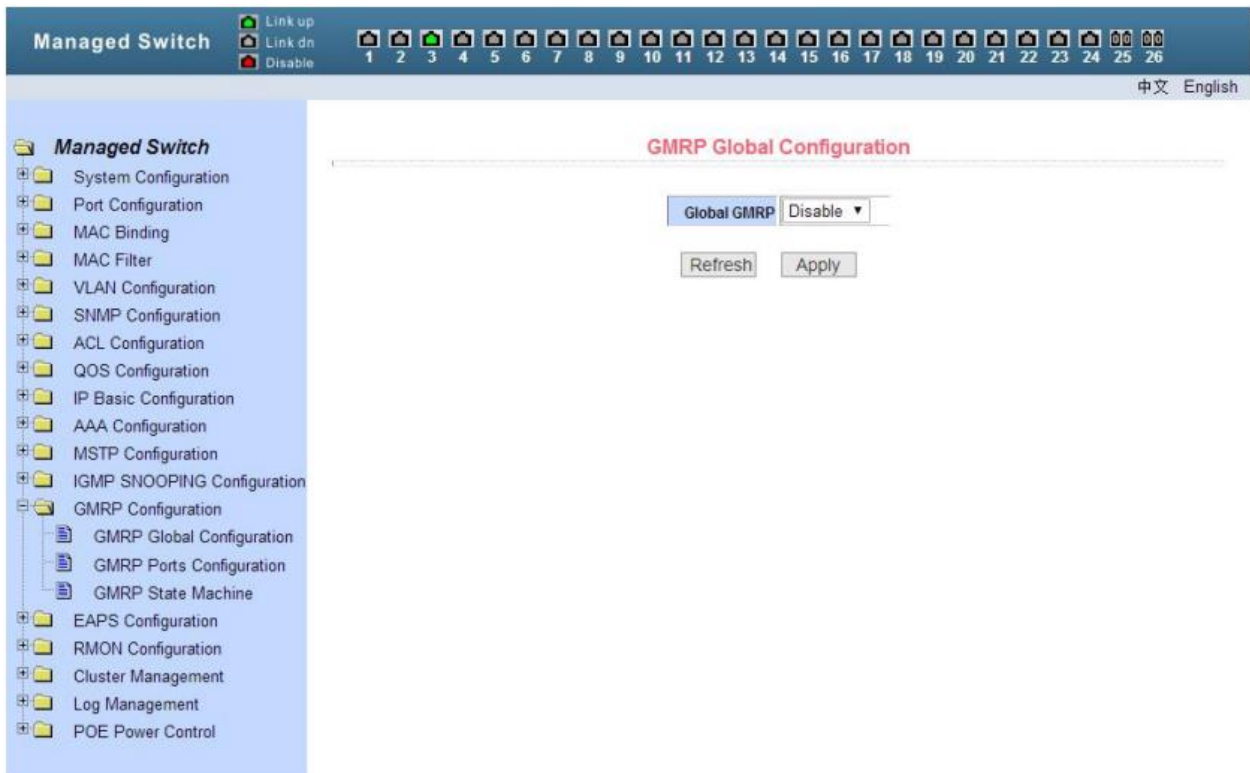 Managed Switch
Link up
Link dn
Disable
1 2 3 4 5 6 7 8 9 10 11 12 13 14 15 16 17 18 19 20 21 22 23 24 25 26
中文 English
Managed Switch
System Configuration
Port Configuration
MAC Binding
MAC Filter
VLAN Configuration
SNMP Configuration
ACL Configuration
QOS Configuration
IP Basic Configuration
AAA Configuration
MSTP Configuration
IGMP SNOOPING Configuration
GMRP Configuration
GMRP Global Configuration
GMRP Ports Configuration
GMRP State Machine
EAPS Configuration
RMON Configuration
Cluster Management
Log Management
POE Power Control
GMRP Global Configuration
Global GMRP Disable
Refresh Apply